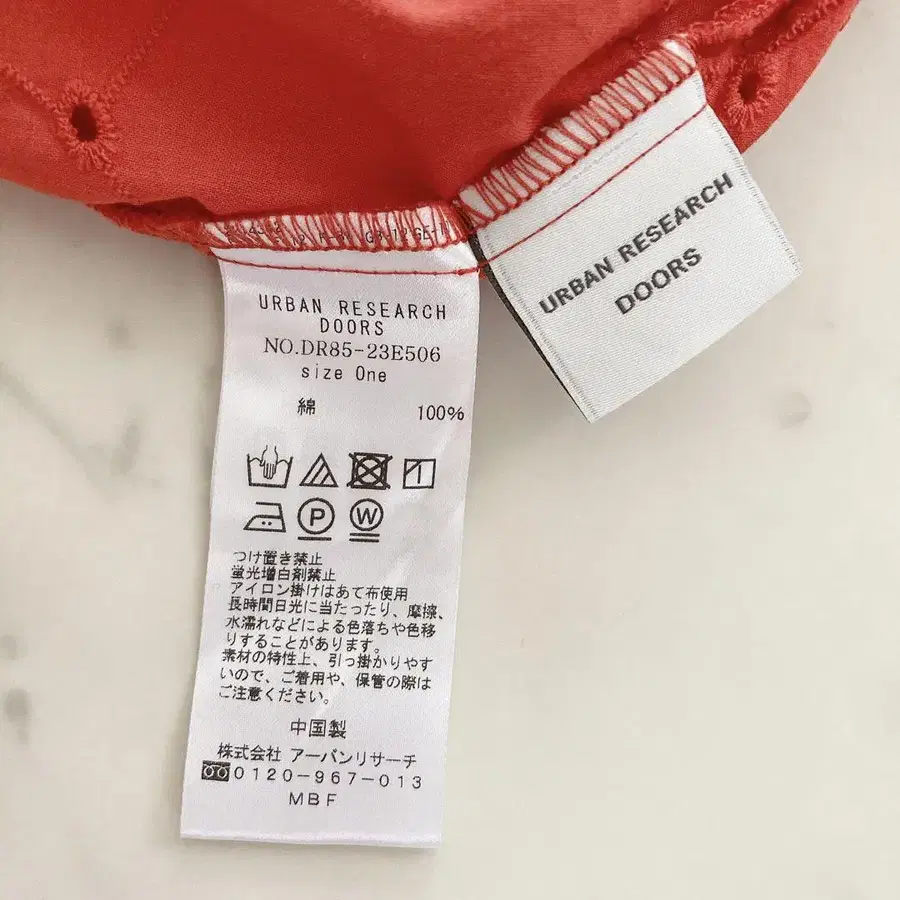 URBAN RESEARCH
DOORS
NO.DR85-23E506
size One
綿 100%
P W
つけ置き禁止
蛍光増白剤禁止
アイロン掛けはあて布使用
長時間日光に当たったり、摩擦、
水濡れなどによる色落ちや色移
りすることがあります。
素材の特性上、引っ掛かりやす
いので、ご着用や、保管の際は
ご注意ください。
中国製
株式会社 アーバンリサーチ
0120-967-013
MBF
URBAN RESEARCH
DOORS